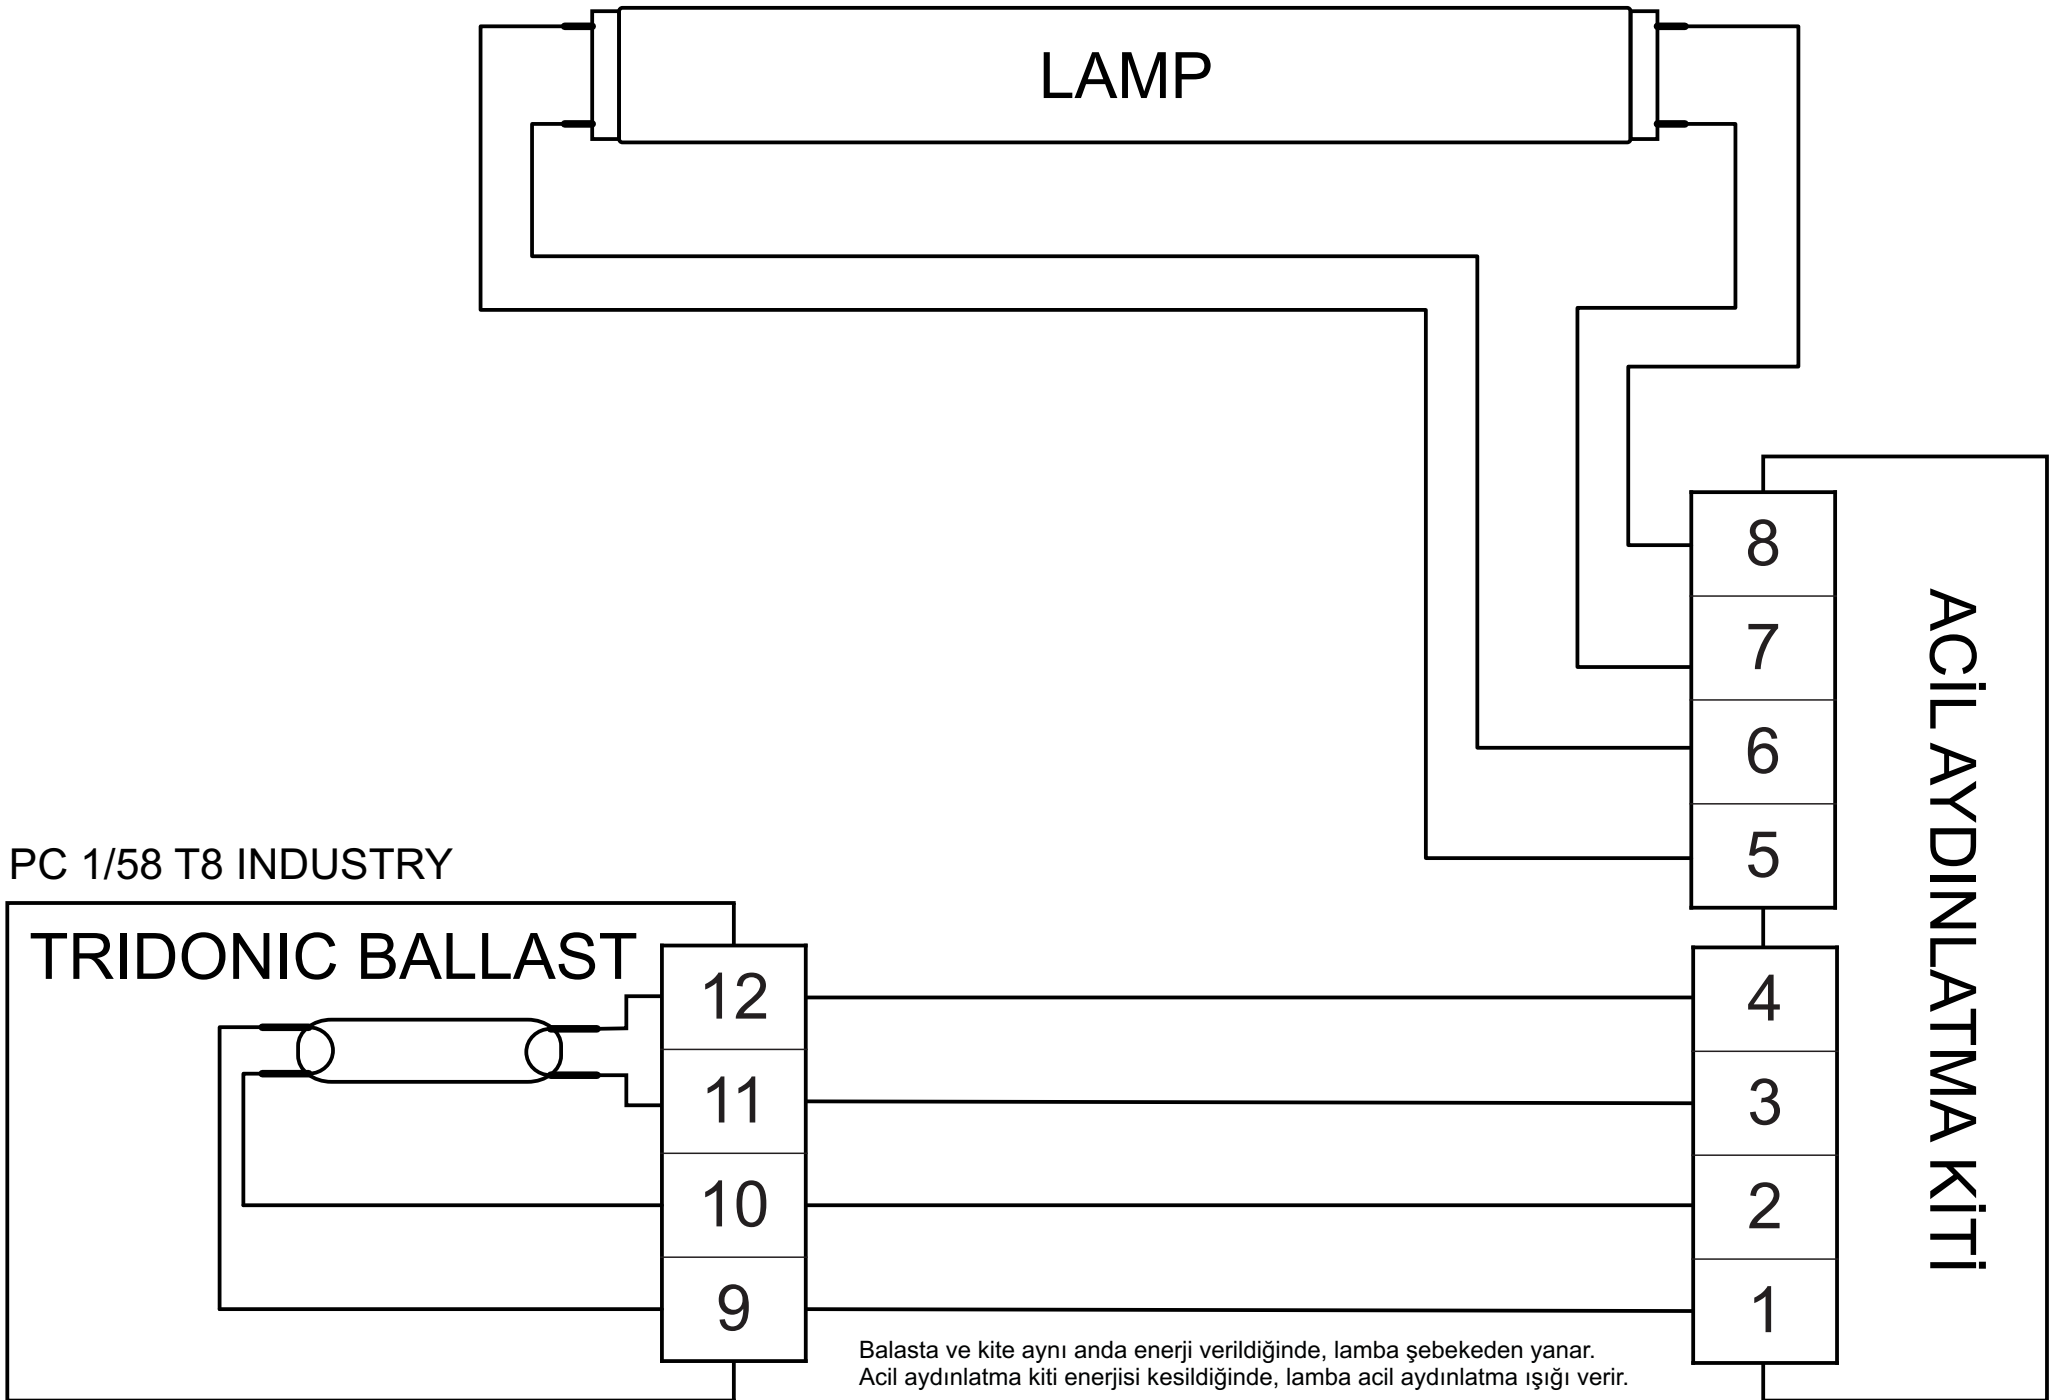 LAMP
8
7
6
5
ACİL AYDINLATMA KİTİ
PC 1/58 T8 INDUSTRY
TRIDONIC BALLAST
12
11
10
9
4
3
2
1
Balasta ve kite aynı anda enerji verildiğinde, lamba şebekeden yanar.
Acil aydınlatma kiti enerjisi kesildiğinde, lamba acil aydınlatma ışığı verir.